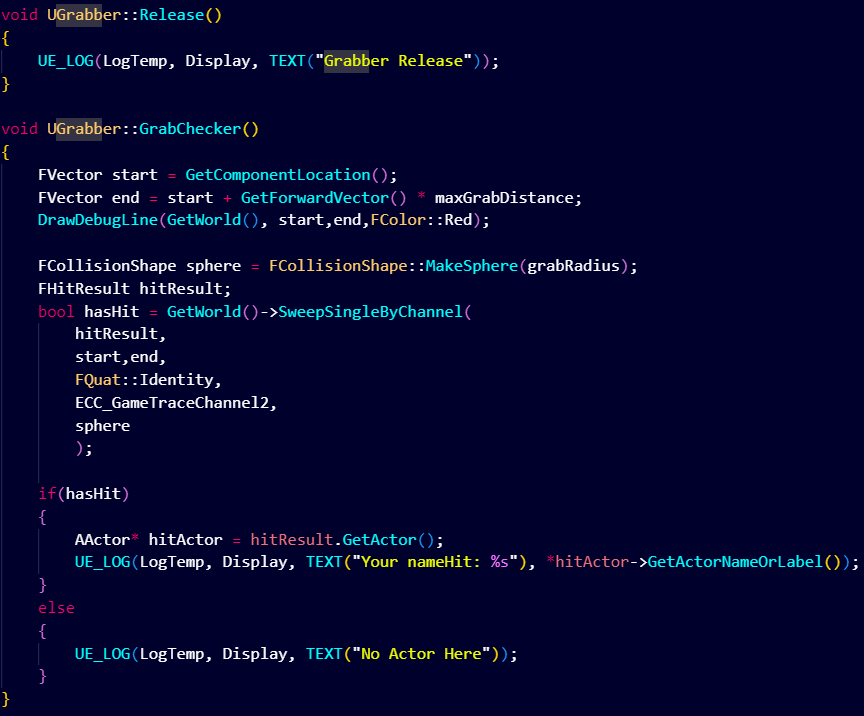 void UGrabber::Release()
{
UE_LOG(LogTemp, Display, TEXT("Grabber Release"));
}
void UGrabber::GrabChecker()
{
FVector start = GetComponentLocation();
FVector end = start + GetForwardVector() * maxGrabDistance;
DrawDebugLine(GetWorld(), start,end,FColor::Red);
FCollisionShape sphere = FCollisionShape::MakeSphere(grabRadius);
FHitResult hitResult;
bool hasHit = GetWorld()->SweepSingleByChannel(
hitResult,
start,end,
FQuat::Identity,
ECC_GameTraceChannel2,
sphere
);
if(hasHit)
{
AActor* hitActor = hitResult.GetActor();
UE_LOG(LogTemp, Display, TEXT("Your nameHit: %s"), *hitActor->GetActorNameOrLabel());
}
else
{
UE_LOG(LogTemp, Display, TEXT("No Actor Here"));
}
}